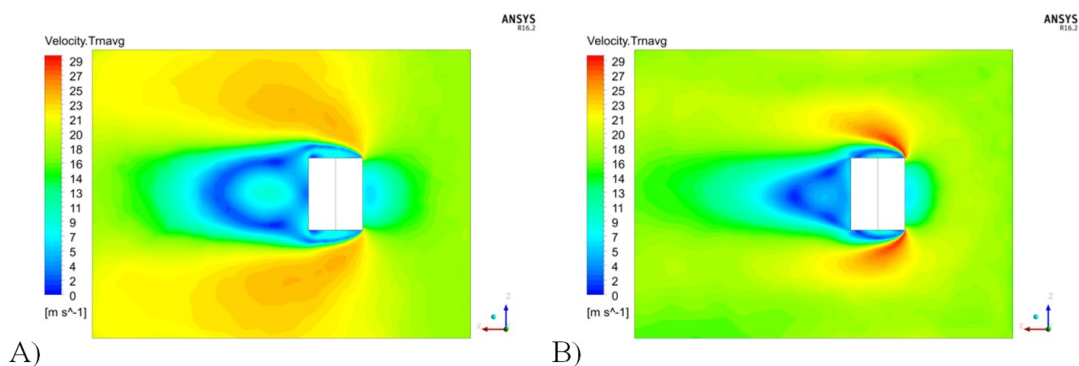 ANSYS
R16.2
Velocity.Trnavg
29
27
25
23
21
20
18
16
14
13
11
9
7
5
4
2
0
[m s^-1]
Z
X
A)
ANSYS
R16.2
Velocity.Trnavg
29
27
25
23
21
20
18
16
14
13
11
9
7
5
4
2
0
[m s^-1]
Z
X
B)